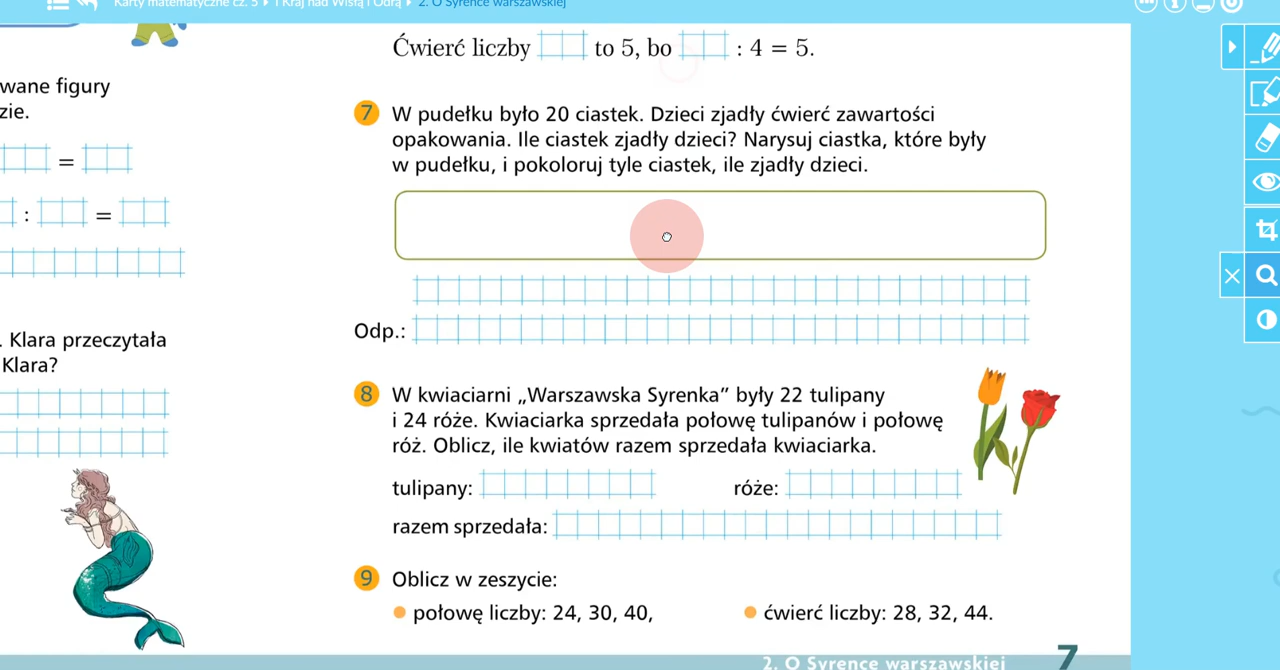 Karty matematyczne cz. 5 ▸ I Kraj nad Wisłą i Odrą ▸ 2. O Syrence warszawskiej
wane figury
zie.
=
: =
. Klara przeczytała
Klara?
Ćwierć liczby to 5, bo : 4 = 5.
7 W pudełku było 20 ciastek. Dzieci zjadły ćwierć zawartości
opakowania. Ile ciastek zjadły dzieci? Narysuj ciastka, które były
w pudełku, i pokoloruj tyle ciastek, ile zjadły dzieci.
Odp.:
8 W kwiaciarni „Warszawska Syrenka” były 22 tulipany
i 24 róże. Kwiaciarka sprzedała połowę tulipanów i połowę
róż. Oblicz, ile kwiatów razem sprzedała kwiaciarka.
tulipany: róże:
razem sprzedała:
9 Oblicz w zeszycie:
• połowę liczby: 24, 30, 40, • ćwierć liczby: 28, 32, 44.
2. O Syrence warszawskiej 7